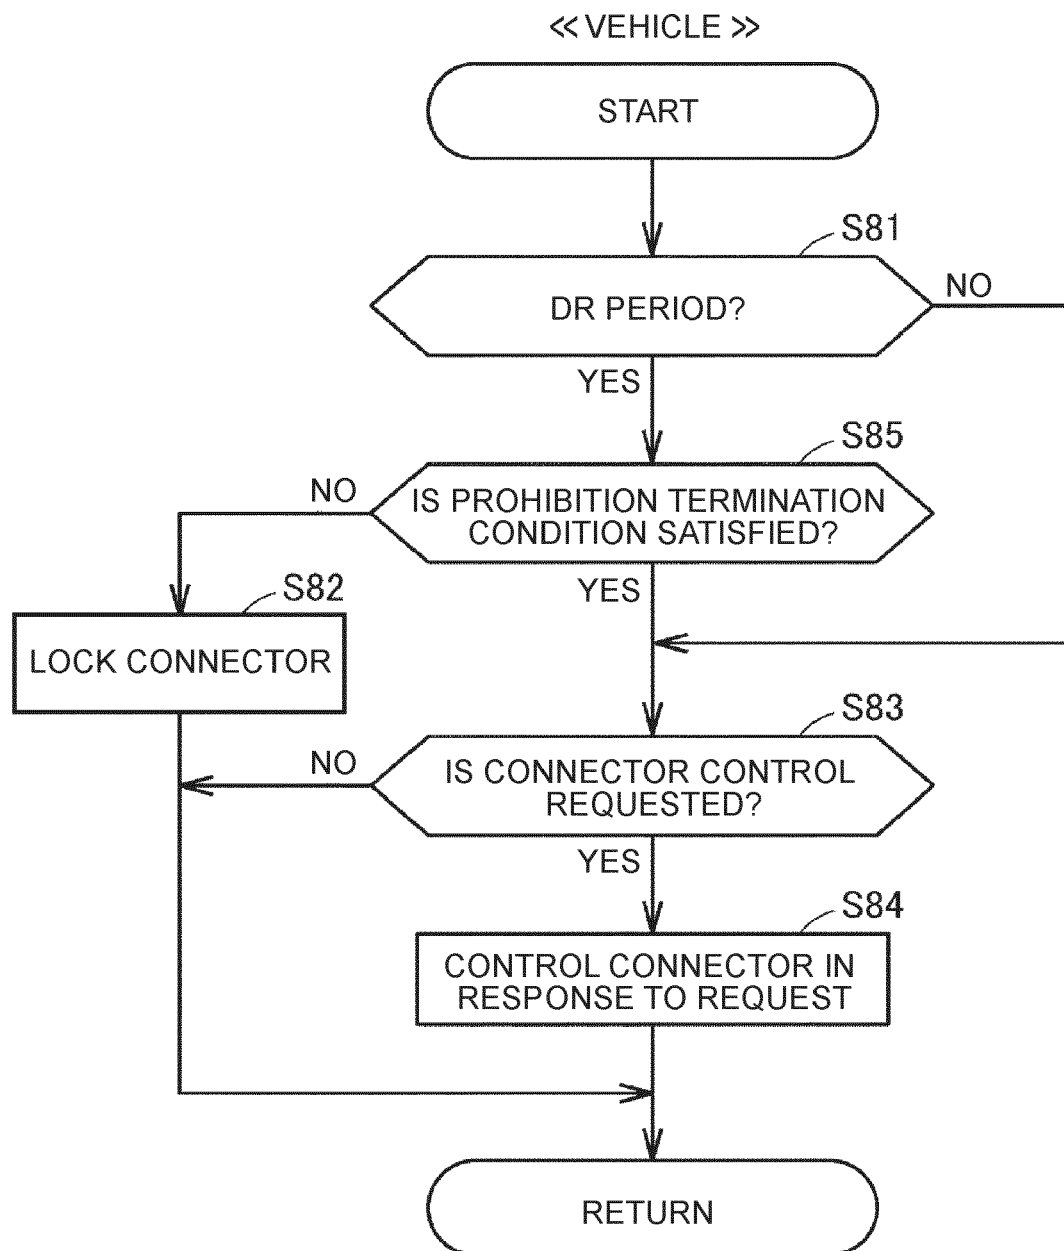 ≪ VEHICLE ≫
START
S81
DR PERIOD?
NO
YES
S85
NO
IS PROHIBITION TERMINATION
CONDITION SATISFIED?
S82
YES
LOCK CONNECTOR
S83
NO
IS CONNECTOR CONTROL
REQUESTED?
YES
S84
CONTROL CONNECTOR IN
RESPONSE TO REQUEST
RETURN